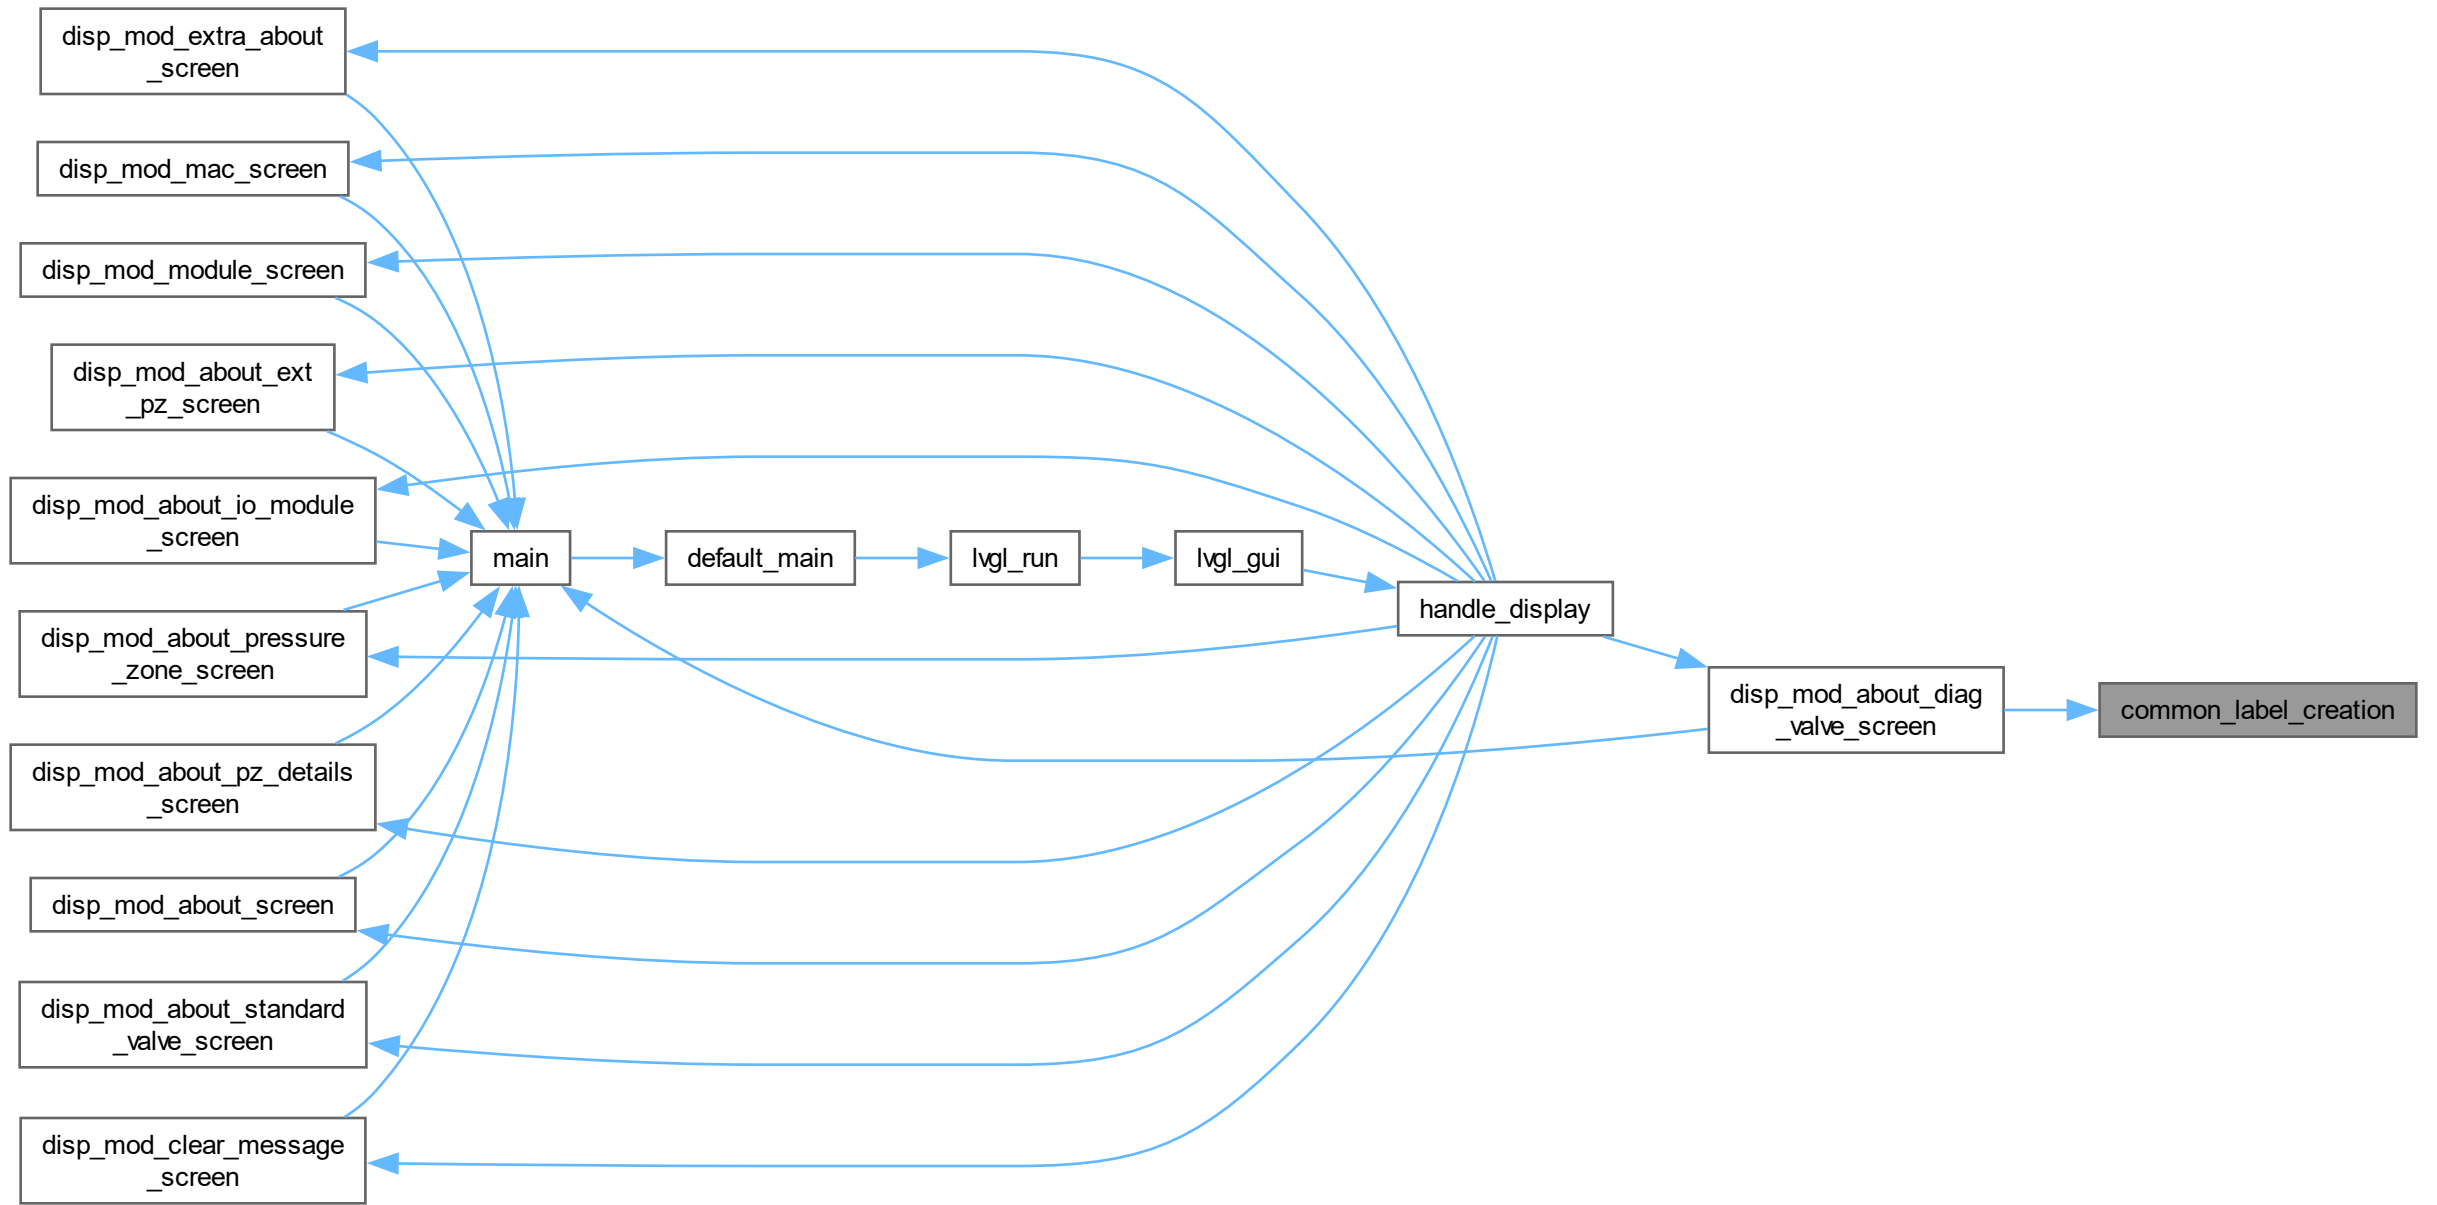 disp_mod_extra_about
_screen
disp_mod_mac_screen
disp_mod_module_screen
disp_mod_about_ext
_pz_screen
disp_mod_about_io_module
_screen
main
default_main
lvgl_run
lvgl_gui
handle_display
disp_mod_about_pressure
_zone_screen
disp_mod_about_diag
_valve_screen
common_label_creation
disp_mod_about_pz_details
_screen
disp_mod_about_screen
disp_mod_about_standard
_valve_screen
disp_mod_clear_message
_screen